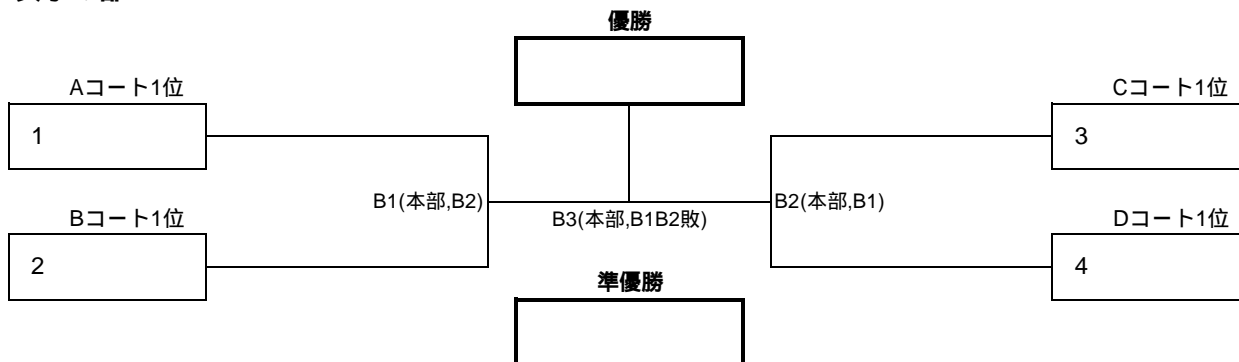 優勝
Aコート1位
Cコート1位
1
3
B1(本部,B2)
B3(本部,B1B2敗)
B2(本部,B1)
Bコート1位
Dコート1位
2
4
準優勝